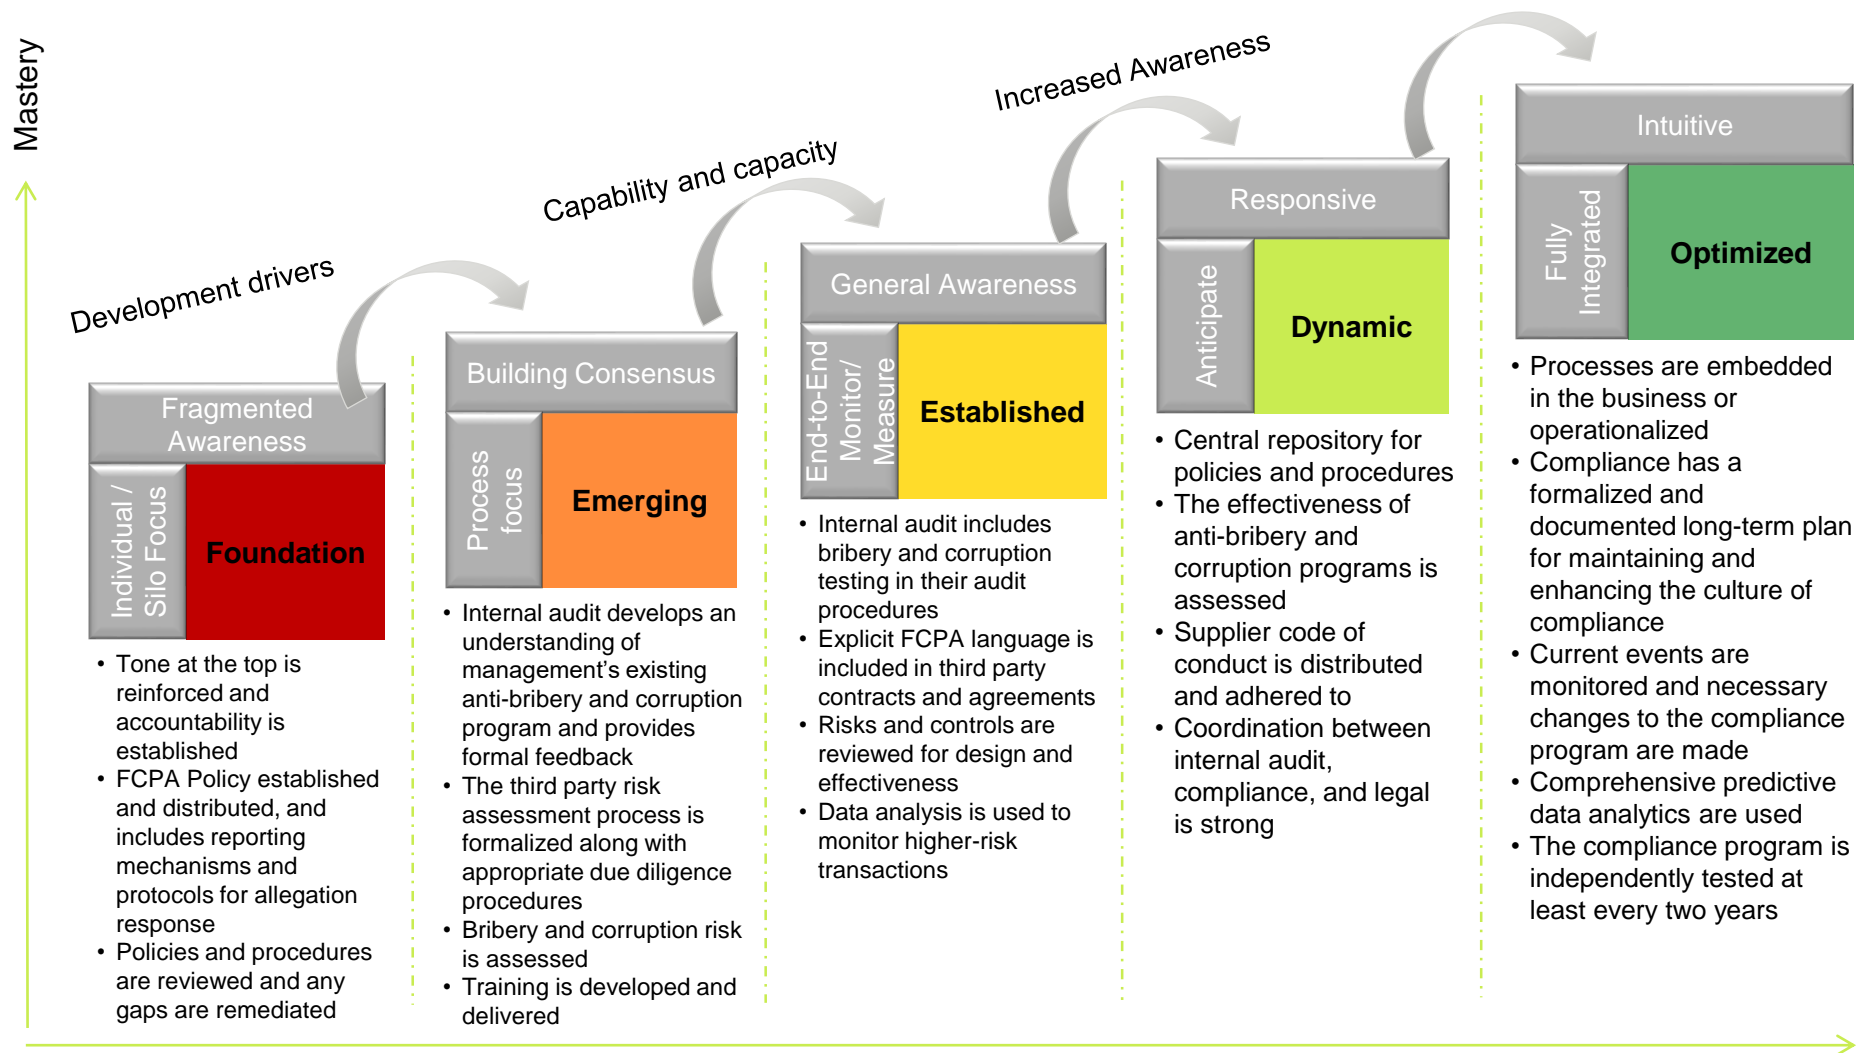 Mastery
Development drivers
Capability and capacity
Increased Awareness
Fragmented
Awareness
Individual /
Silo Focus
Foundation
• Tone at the top is
reinforced and
accountability is
established
• FCPA Policy established
and distributed, and
includes reporting
mechanisms and
protocols for allegation
response
• Policies and procedures
are reviewed and any
gaps are remediated
Building Consensus
Process
focus
Emerging
• Internal audit develops an
understanding of
management’s existing
anti-bribery and corruption
program and provides
formal feedback
• The third party risk
assessment process is
formalized along with
appropriate due diligence
procedures
• Bribery and corruption risk
is assessed
• Training is developed and
delivered
General Awareness
End-to-End
Monitor/
Measure
Established
• Internal audit includes
bribery and corruption
testing in their audit
procedures
• Explicit FCPA language is
included in third party
contracts and agreements
• Risks and controls are
reviewed for design and
effectiveness
• Data analysis is used to
monitor higher-risk
transactions
Responsive
Anticipate
Dynamic
• Central repository for
policies and procedures
• The effectiveness of
anti-bribery and
corruption programs is
assessed
• Supplier code of
conduct is distributed
and adhered to
• Coordination between
internal audit,
compliance, and legal
is strong
Intuitive
Fully
Integrated
Optimized
• Processes are embedded
in the business or
operationalized
• Compliance has a
formalized and
documented long-term plan
for maintaining and
enhancing the culture of
compliance
• Current events are
monitored and necessary
changes to the compliance
program are made
• Comprehensive predictive
data analytics are used
• The compliance program is
independently tested at
least every two years